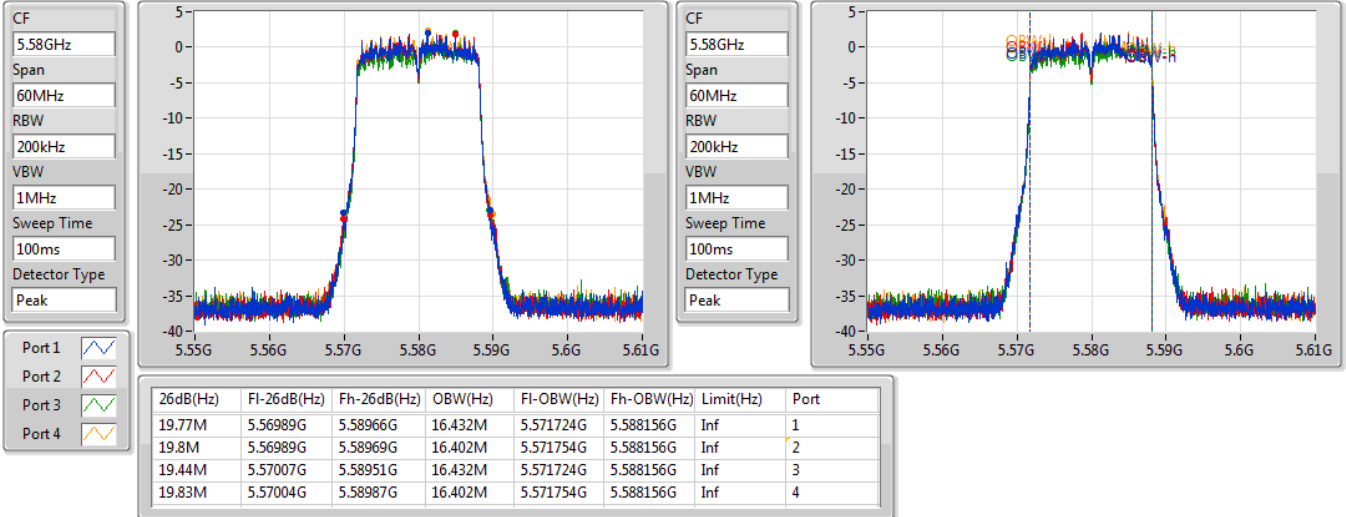 CF
5.58GHz
Span
60MHz
RBW
200kHz
VBW
1MHz
Sweep Time
100ms
Detector Type
Peak
5
0
-5
-10
-15
-20
-25
-30
-35
-40
5.55G 5.56G 5.57G 5.58G 5.59G 5.6G 5.61G
CF
5.58GHz
Span
60MHz
RBW
200kHz
VBW
1MHz
Sweep Time
100ms
Detector Type
Peak
5
0
-5
-10
-15
-20
-25
-30
-35
-40
5.55G 5.56G 5.57G 5.58G 5.59G 5.6G 5.61G
Port 1
Port 2
Port 3
Port 4
26dB(Hz) Fl-26dB(Hz) Fh-26dB(Hz) OBW(Hz) Fl-OBW(Hz) Fh-OBW(Hz) Limit(Hz) Port
19.77M 5.56989G 5.58966G 16.432M 5.571724G 5.588156G Inf 1
19.8M 5.56989G 5.58969G 16.402M 5.571754G 5.588156G Inf 2
19.44M 5.57007G 5.58951G 16.432M 5.571724G 5.588156G Inf 3
19.83M 5.57004G 5.58987G 16.402M 5.571754G 5.588156G Inf 4